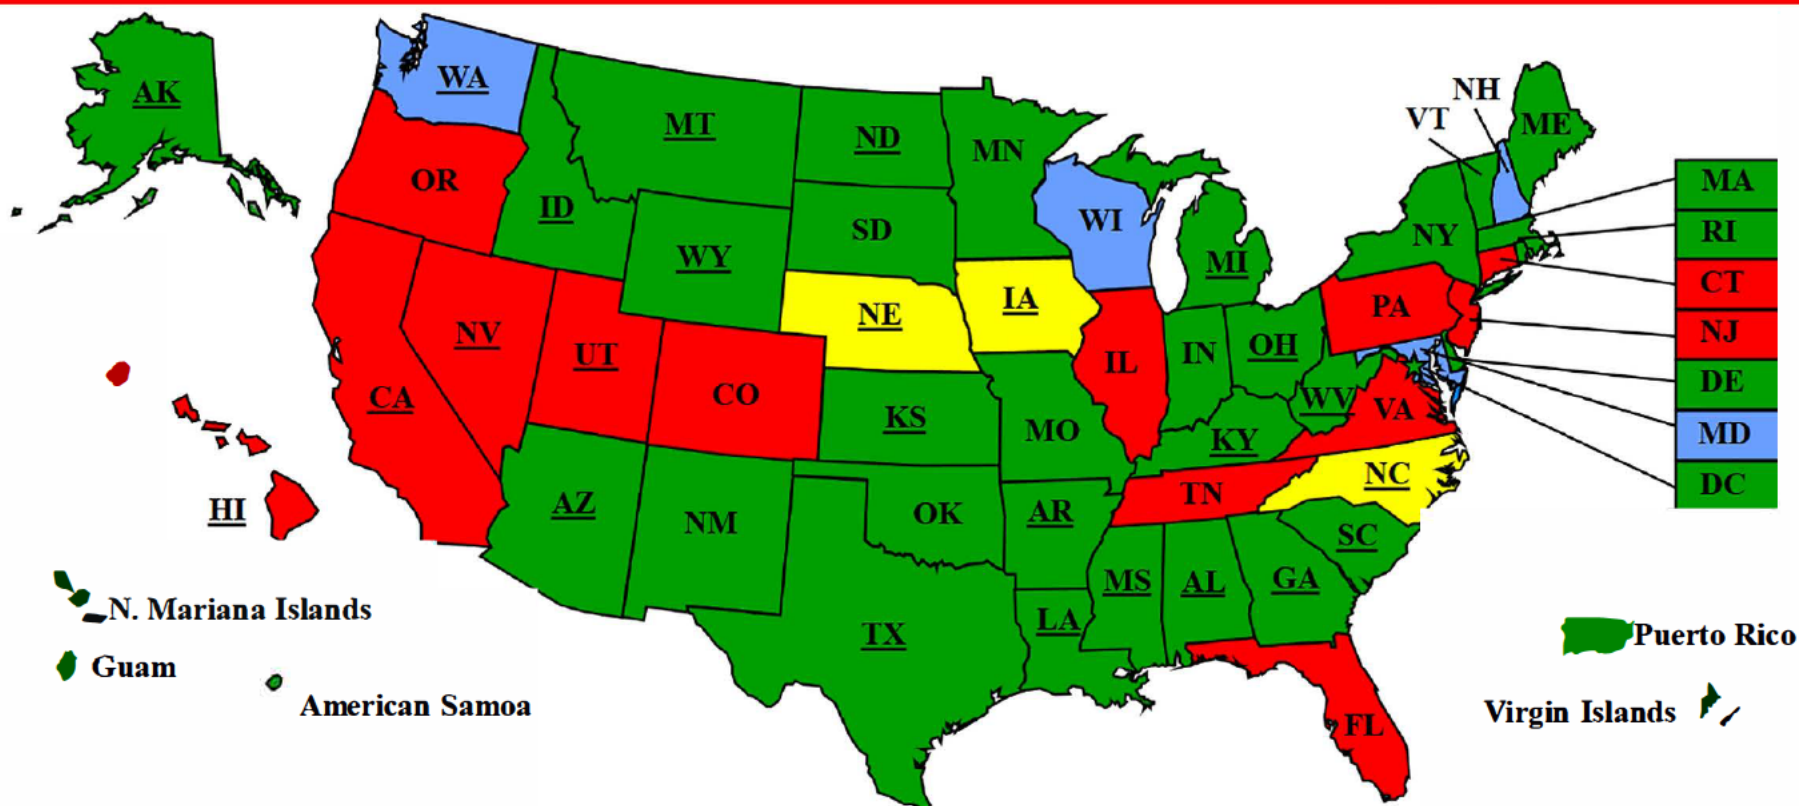 AK
WA
MT
ND
MN
NH
VT
ME
OR
ID
WY
SD
WI
MI
NY
MA
RI
CT
NJ
DE
MD
DC
NV
UT
CO
NE
IA
IL
IN
OH
PA
CA
KS
MO
KY
WV
VA
HI
AZ
NM
OK
AR
TN
NC
SC
MS
AL
GA
LA
TX
FL
N. Mariana Islands
Guam
American Samoa
Puerto Rico
Virgin Islands